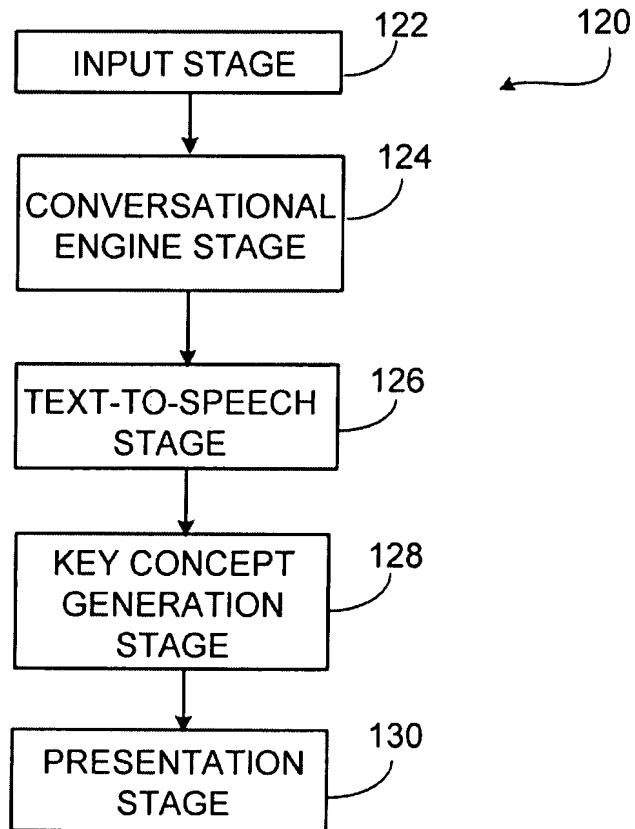 122
120
INPUT STAGE
124
CONVERSATIONAL
ENGINE STAGE
126
TEXT-TO-SPEECH
STAGE
128
KEY CONCEPT
GENERATION
STAGE
130
PRESENTATION
STAGE